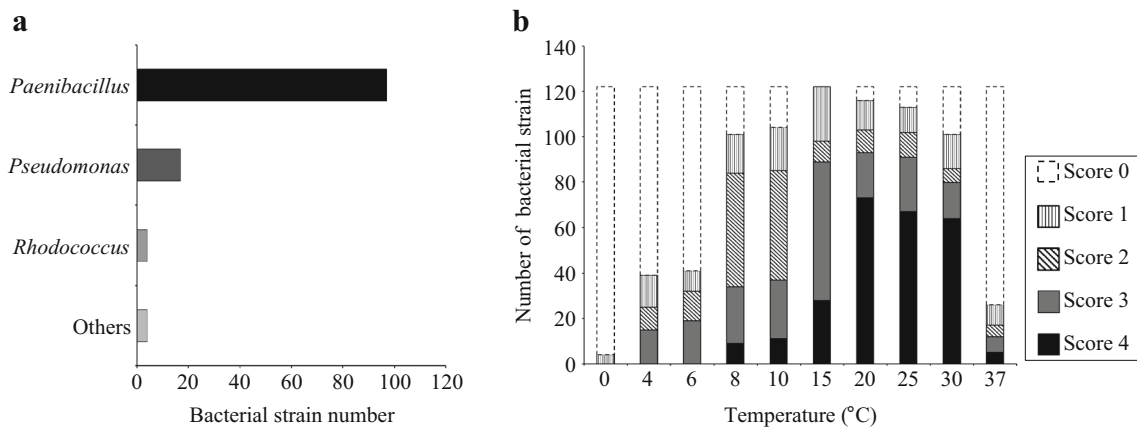 a
Paenibacillus
Pseudomonas
Rhodococcus
Others
0 20 40 60 80 100 120
Bacterial strain number
b
140
120
100
80
60
40
20
0
Number of bacterial strain
0 4 6 8 10 15 20 25 30 37
Temperature (°C)
Score 0
Score 1
Score 2
Score 3
Score 4